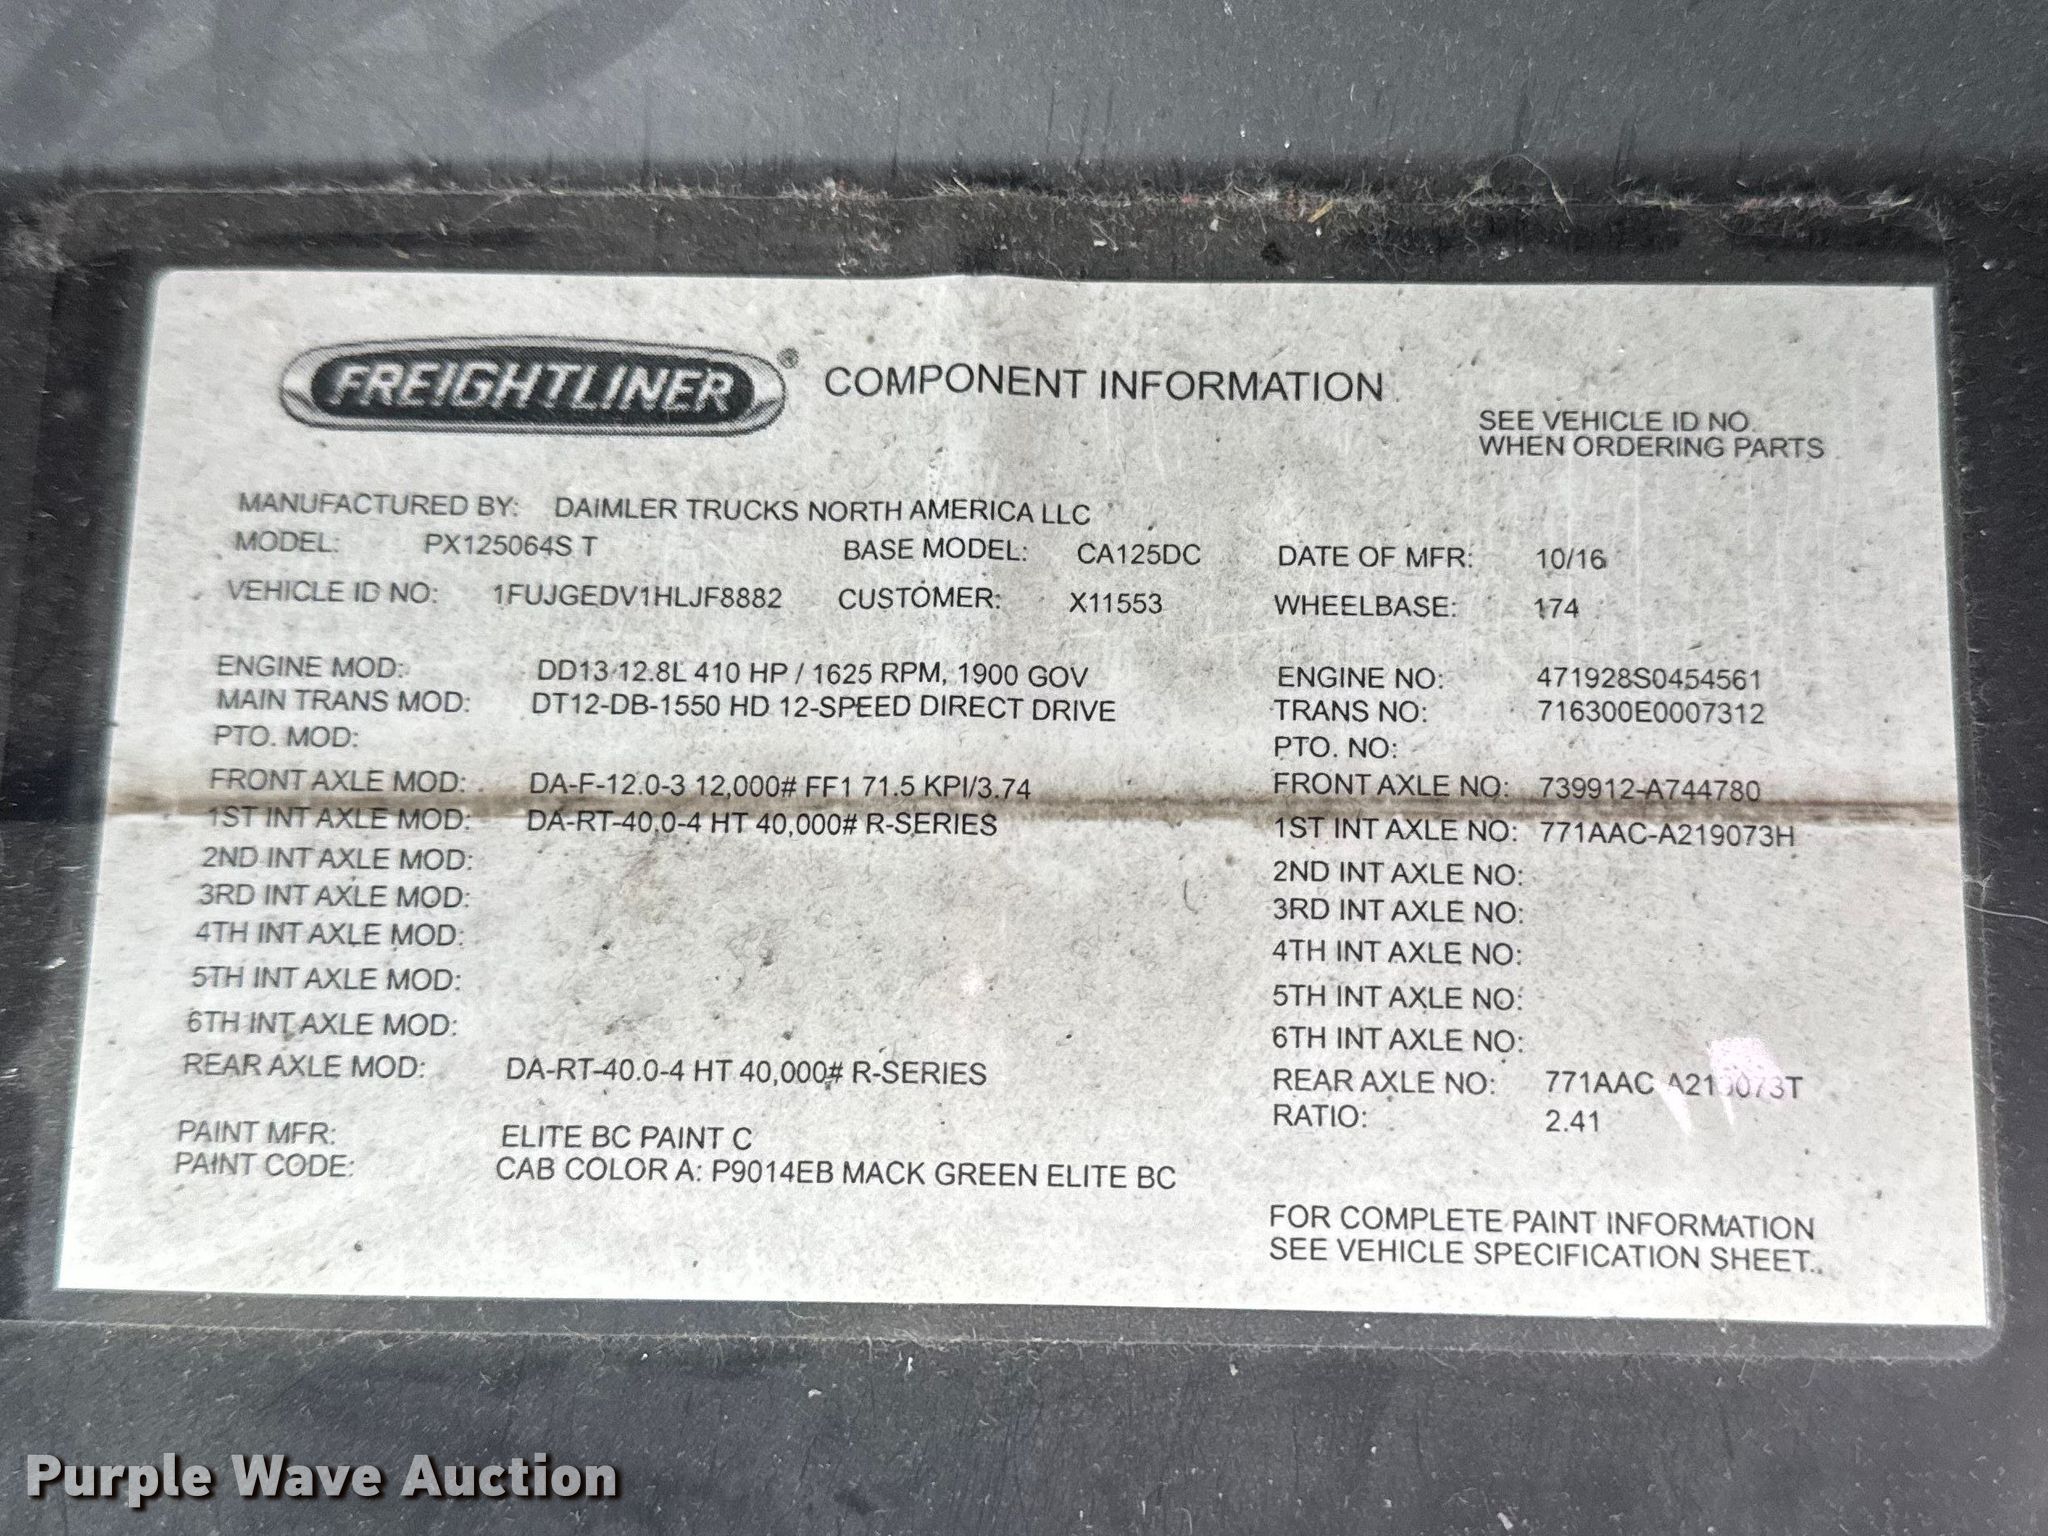 FREIGHTLINER® COMPONENT INFORMATION
SEE VEHICLE ID NO.
WHEN ORDERING PARTS
MANUFACTURED BY: DAIMLER TRUCKS NORTH AMERICA LLC
MODEL: PX125064S T BASE MODEL: CA125DC DATE OF MFR: 10/16
VEHICLE ID NO: 1FUJGEDV1HLJF8882 CUSTOMER: X11553 WHEELBASE: 174
ENGINE MOD: DD13 12.8L 410 HP / 1625 RPM, 1900 GOV ENGINE NO: 471928S0454561
MAIN TRANS MOD: DT12-DB-1550 HD 12-SPEED DIRECT DRIVE TRANS NO: 716300E0007312
PTO. MOD: PTO. NO:
FRONT AXLE MOD: DA-F-12.0-3 12,000# FF1 71.5 KPI/3.74 FRONT AXLE NO: 739912-A744780
1ST INT AXLE MOD: DA-RT-40.0-4 HT 40,000# R-SERIES 1ST INT AXLE NO: 771AAC-A219073H
2ND INT AXLE MOD: 2ND INT AXLE NO:
3RD INT AXLE MOD: 3RD INT AXLE NO:
4TH INT AXLE MOD: 4TH INT AXLE NO:
5TH INT AXLE MOD: 5TH INT AXLE NO:
6TH INT AXLE MOD: 6TH INT AXLE NO:
REAR AXLE MOD: DA-RT-40.0-4 HT 40,000# R-SERIES REAR AXLE NO: 771AAC A219073T
RATIO: 2.41
PAINT MFR: ELITE BC PAINT C
PAINT CODE: CAB COLOR A: P9014EB MACK GREEN ELITE BC
FOR COMPLETE PAINT INFORMATION
SEE VEHICLE SPECIFICATION SHEET..
Purple Wave Auction